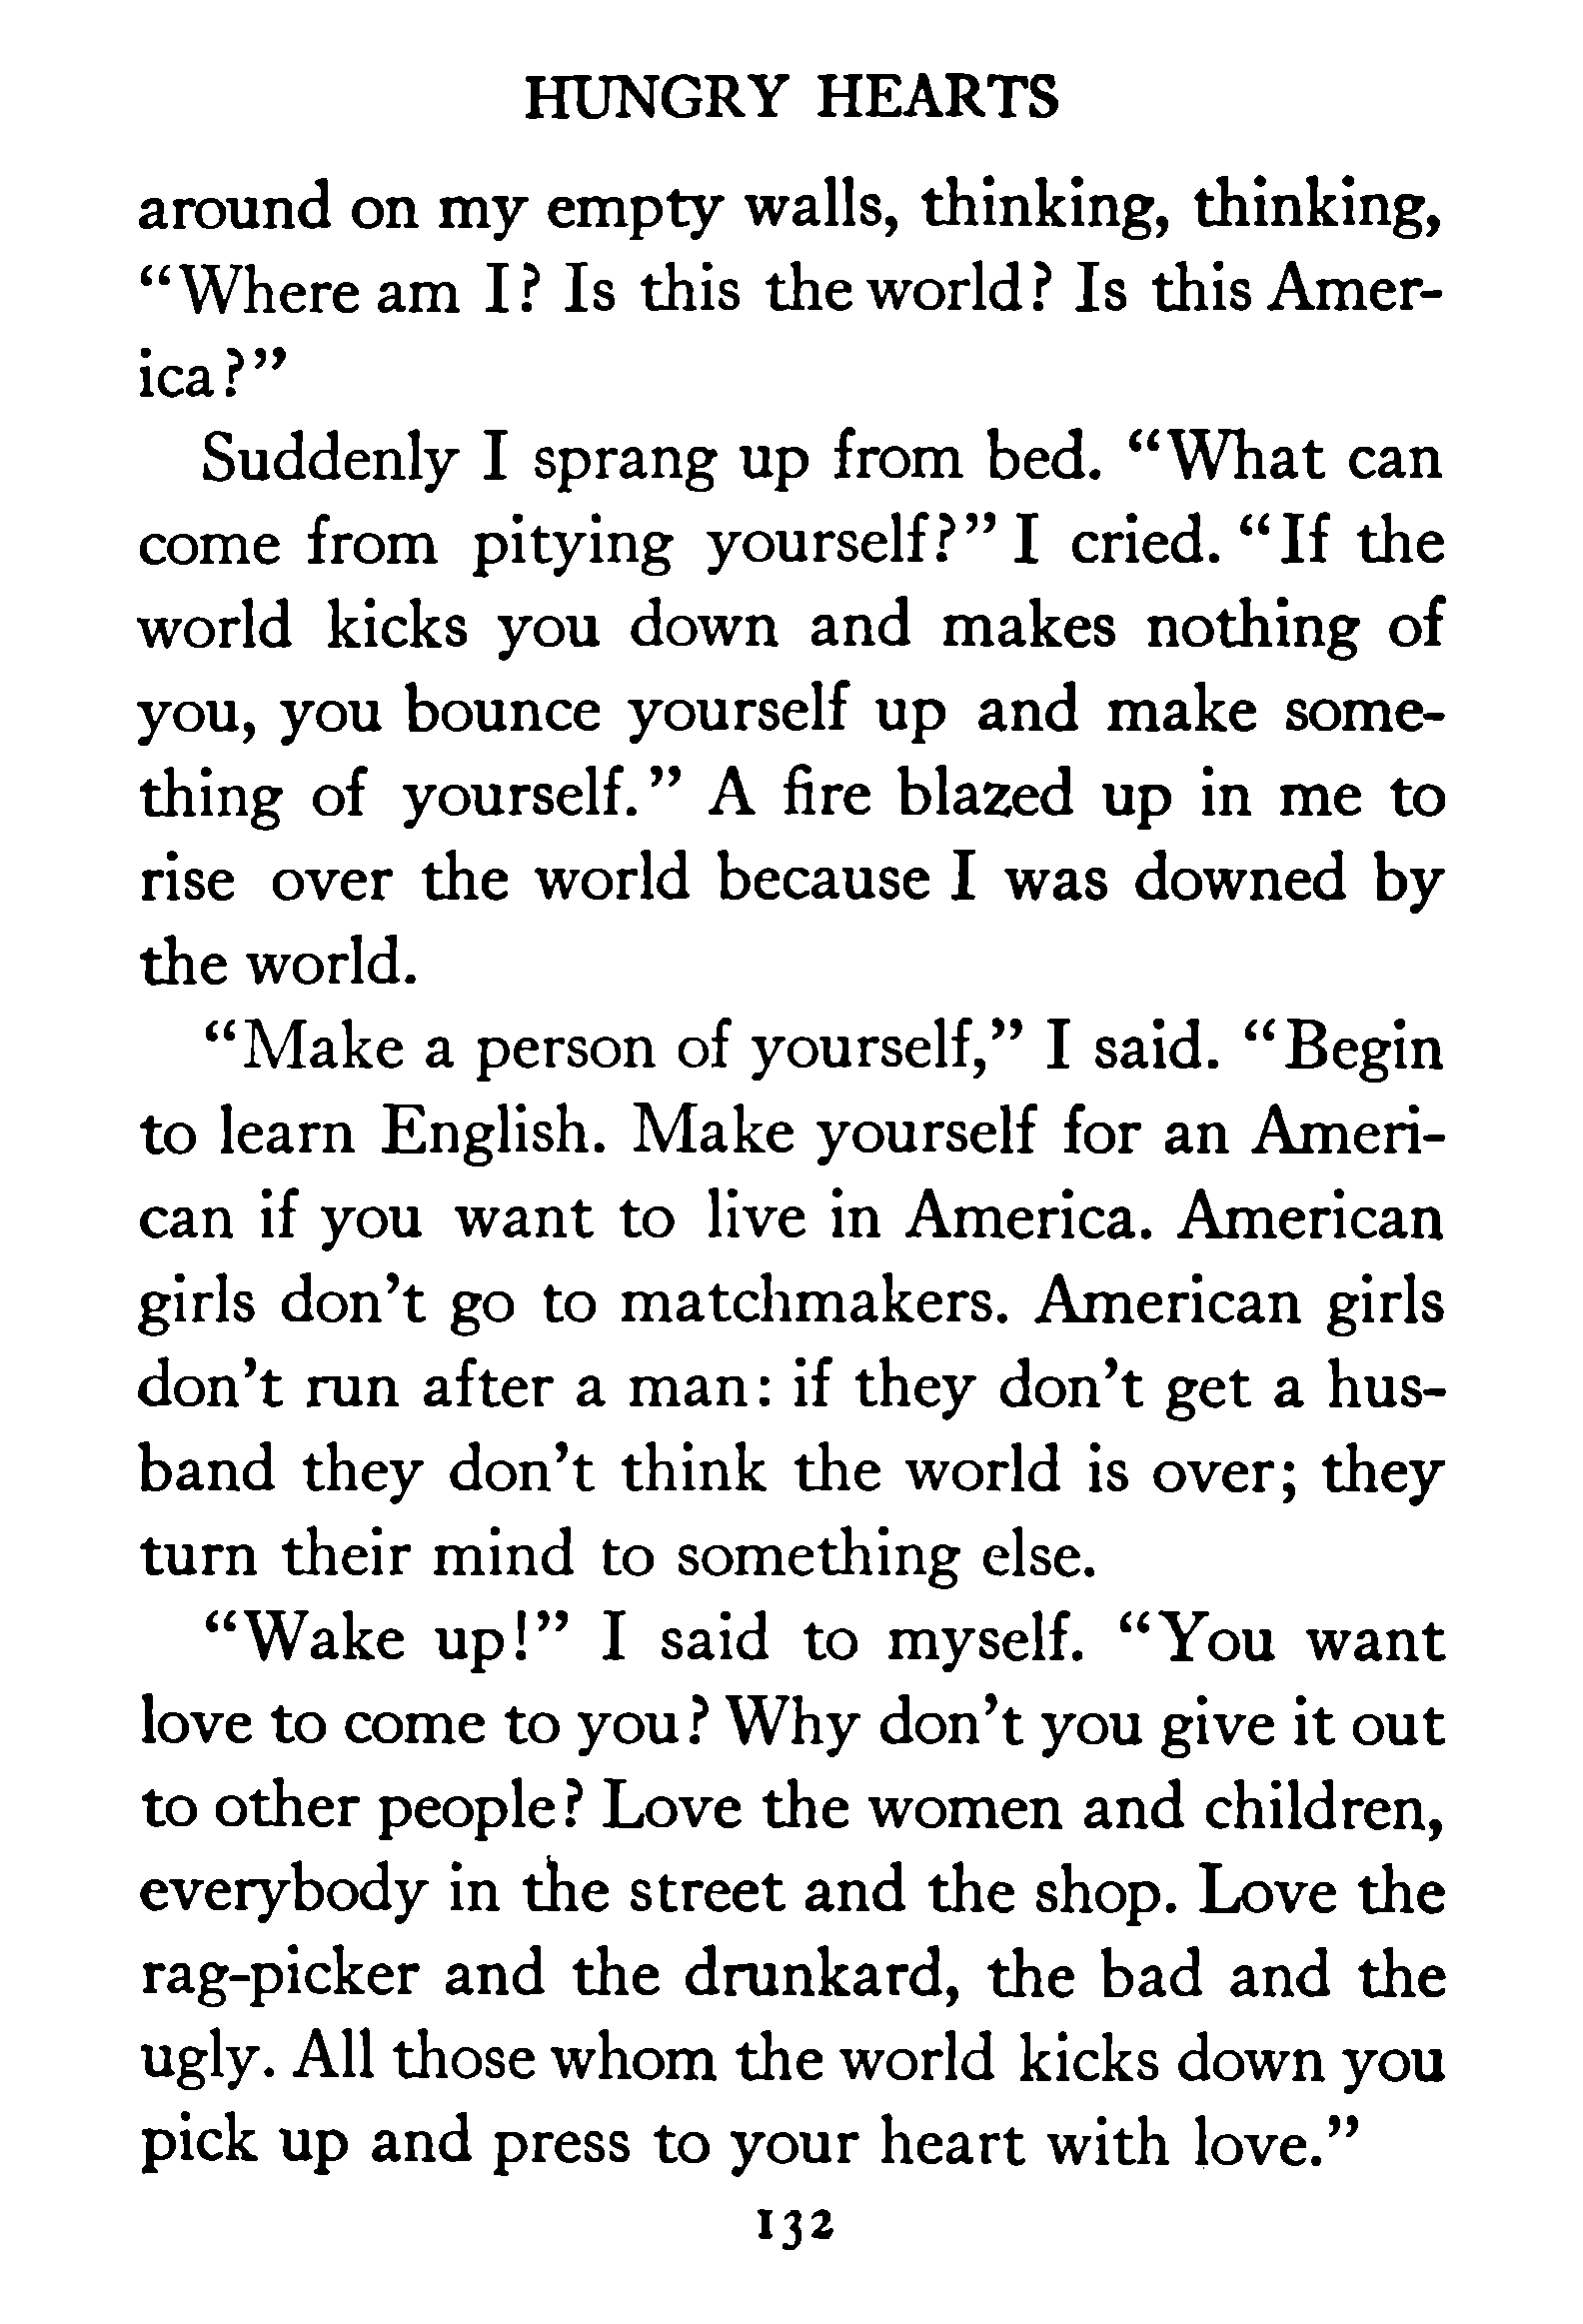 HUNGRY HEARTS
around on my empty walls, thinking, thinking,
“Where am I? Is this the world? Is this Amer-
ica?”
Suddenly I sprang up from bed. “What can
come from pitying yourself?” I cried. “If the
world kicks you down and makes nothing of
you, you bounce yourself up and make some-
thing of yourself.” A fire blazed up in me to
rise over the world because I was downed by
the world.
“Make a person of yourself,” I said. “Begin
to learn English. Make yourself for an Ameri-
can if you want to live in America. American
girls don’t go to matchmakers. American girls
don’t run after a man: if they don’t get a hus-
band they don’t think the world is over; they
turn their mind to something else.
“Wake up!” I said to myself. “You want
love to come to you? Why don’t you give it out
to other people? Love the women and children,
everybody in the street and the shop. Love the
rag-picker and the drunkard, the bad and the
ugly. All those whom the world kicks down you
pick up and press to your heart with love.”
132